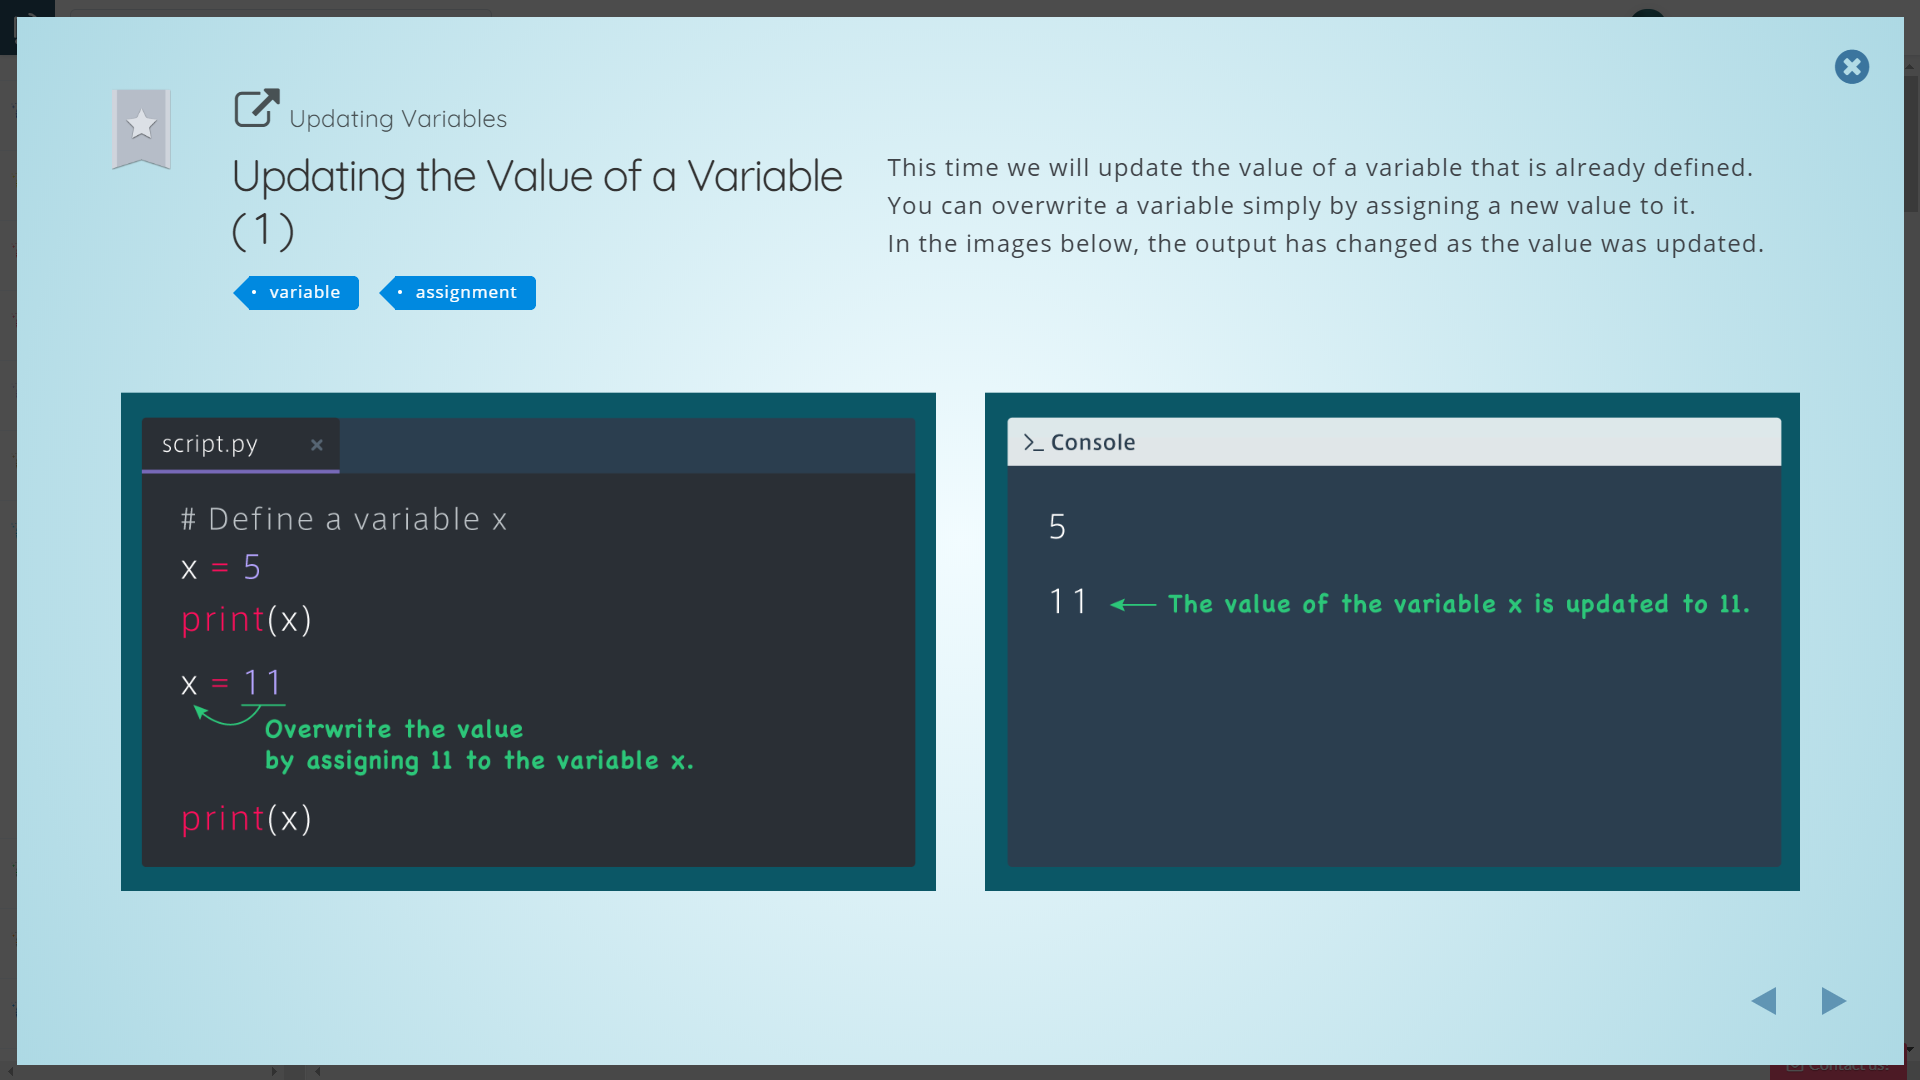 Updating Variables
Updating the Value of a Variable
(1)
variable
assignment
This time we will update the value of a variable that is already defined.
You can overwrite a variable simply by assigning a new value to it.
In the images below, the output has changed as the value was updated.
script.py ×
# Define a variable x
x = 5
print(x)
x = 11
Overwrite the value
by assigning 11 to the variable x.
print(x)
>_ Console
5
11 ← The value of the variable x is updated to 11.
Contact us!